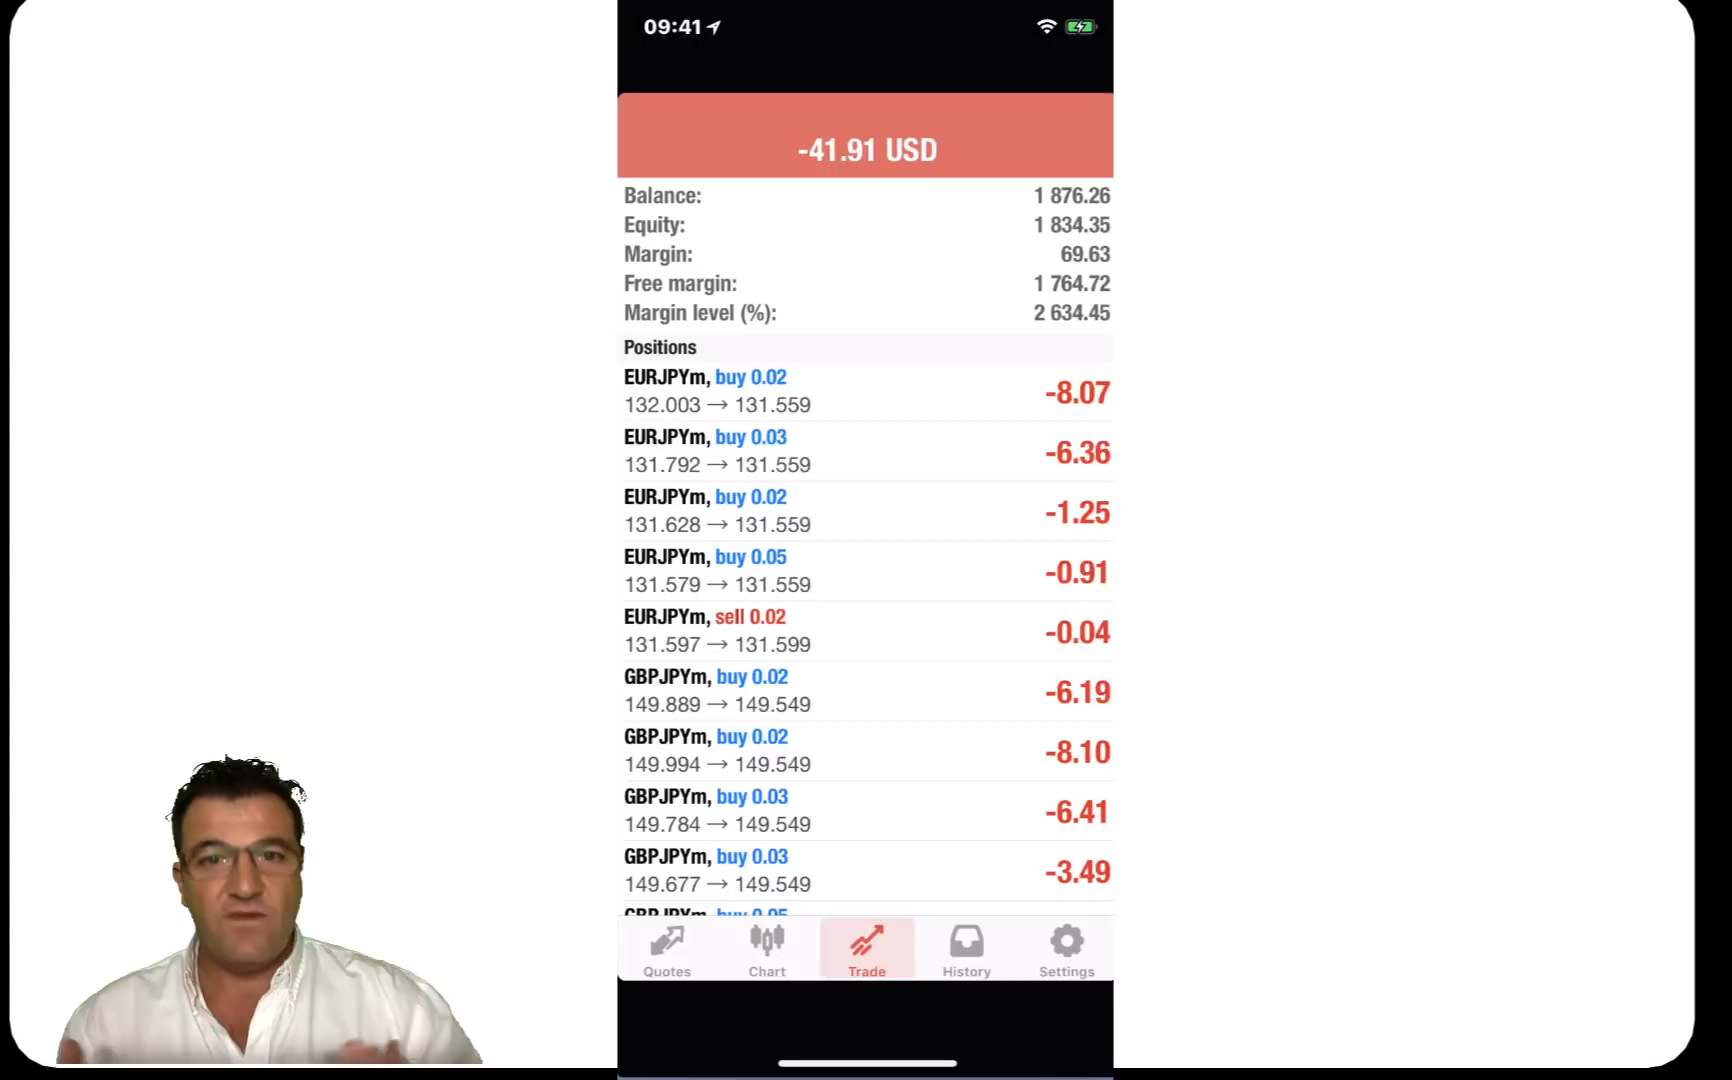 09:41
-41.91 USD
Balance: 1 876.26
Equity: 1 834.35
Margin: 69.63
Free margin: 1 764.72
Margin level (%): 2 634.45
Positions
EURJPYm, buy 0.02
132.003 → 131.559 -8.07
EURJPYm, buy 0.03
131.792 → 131.559 -6.36
EURJPYm, buy 0.02
131.628 → 131.559 -1.25
EURJPYm, buy 0.05
131.579 → 131.559 -0.91
EURJPYm, sell 0.02
131.597 → 131.599 -0.04
GBPJPYm, buy 0.02
149.889 → 149.549 -6.19
GBPJPYm, buy 0.02
149.994 → 149.549 -8.10
GBPJPYm, buy 0.03
149.784 → 149.549 -6.41
GBPJPYm, buy 0.03
149.677 → 149.549 -3.49
GBPJPYm, buy 0.05
Quotes Chart Trade History Settings